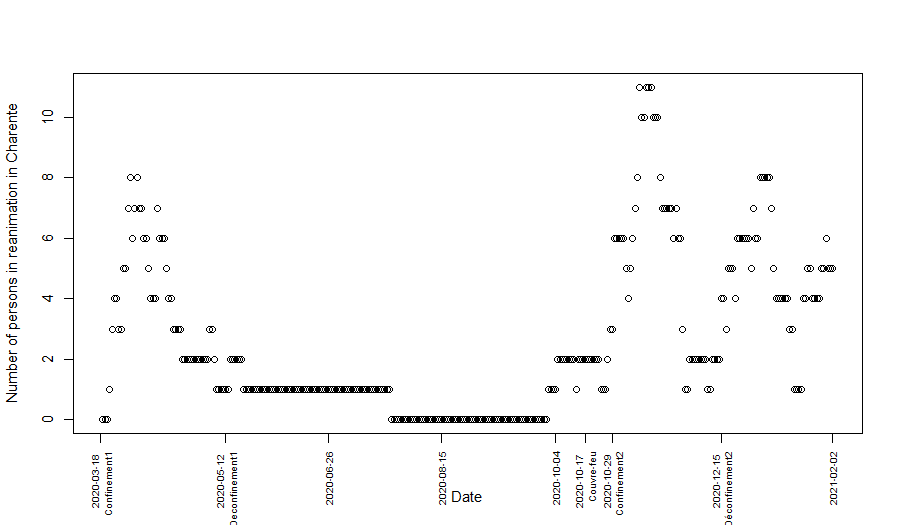 Number of persons in reanimation in Charente
10
8
6
4
2
0
2020-03-18
Confinement1
2020-05-12
Deconfinement1
2020-06-26
2020-08-15
2020-10-04
2020-10-17
Couvre-feu
2020-10-29
Confinement2
2020-12-15
Déconfinement2
2021-02-02
Date